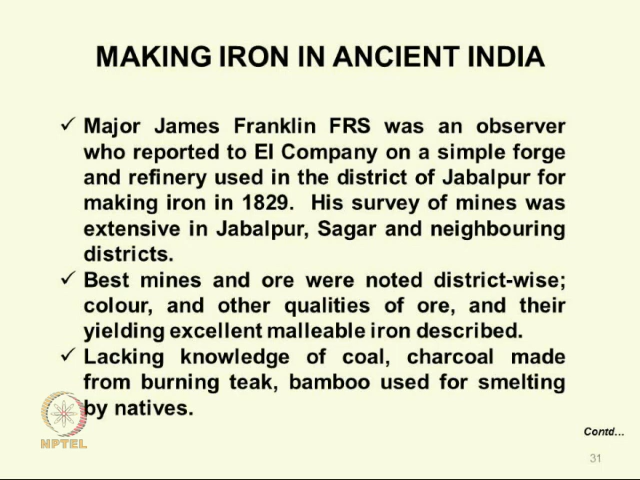 MAKING IRON IN ANCIENT INDIA
✓ Major James Franklin FRS was an observer
who reported to EI Company on a simple forge
and refinery used in the district of Jabalpur for
making iron in 1829. His survey of mines was
extensive in Jabalpur, Sagar and neighbouring
districts.
✓ Best mines and ore were noted district-wise;
colour, and other qualities of ore, and their
yielding excellent malleable iron described.
✓ Lacking knowledge of coal, charcoal made
from burning teak, bamboo used for smelting
by natives.
NPTEL
Contd...
31